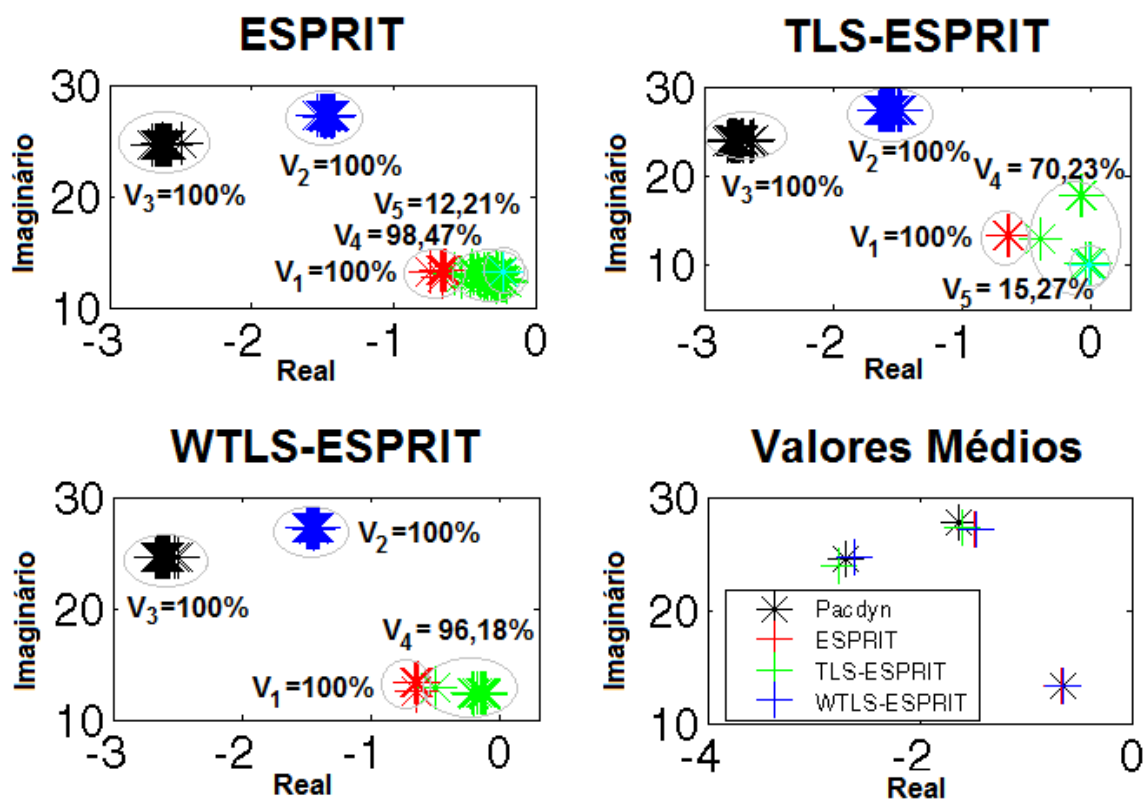 ESPRIT
Imaginário
30
20
10
V3=100%
V2=100%
V5=12,21%
V4=98,47%
V1=100%
-3
-2
-1
0
Real
TLS-ESPRIT
Imaginário
30
20
10
V2=100%
V3=100%
V4=70,23%
V1=100%
V5=15,27%
-3
-2
-1
0
Real
WTLS-ESPRIT
Imaginário
30
20
10
V2=100%
V3=100%
V4=96,18%
V1=100%
-3
-2
-1
0
Real
Valores Médios
Imaginário
30
20
10
Pacdyn
ESPRIT
TLS-ESPRIT
WTLS-ESPRIT
-4
-2
0
Real